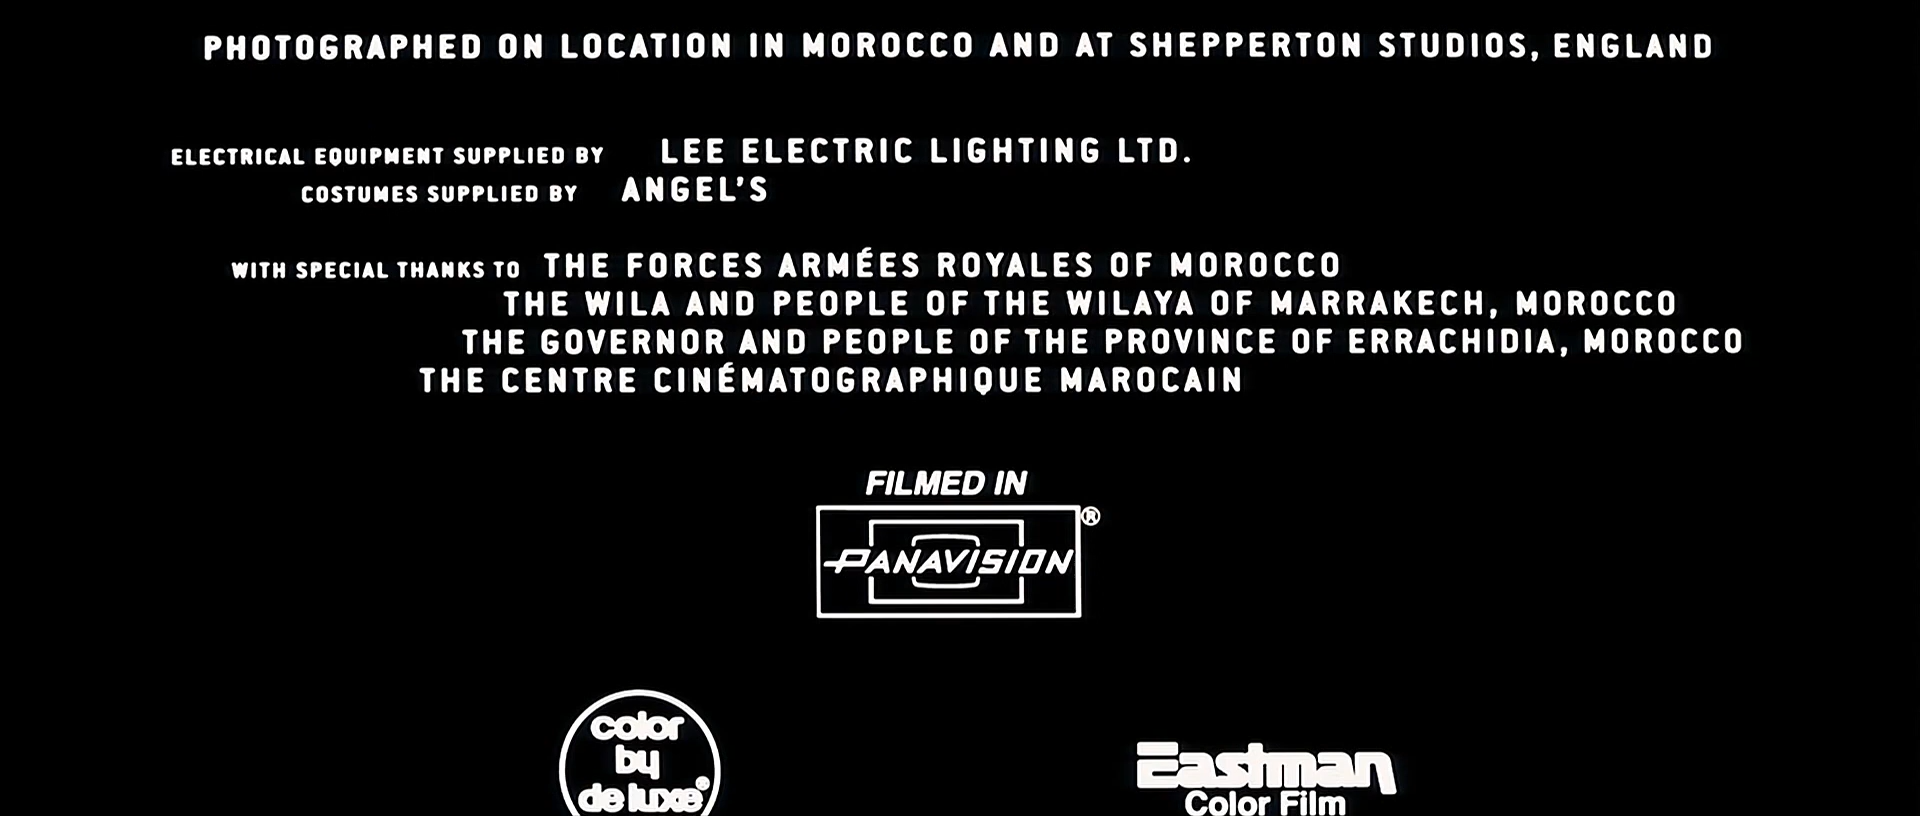 PHOTOGRAPHED ON LOCATION IN MOROCCO AND AT SHEPPERTON STUDIOS, ENGLAND
ELECTRICAL EQUIPMENT SUPPLIED BY LEE ELECTRIC LIGHTING LTD.
COSTUMES SUPPLIED BY ANGEL'S
WITH SPECIAL THANKS TO THE FORCES ARMÉES ROYALES OF MOROCCO
THE WILA AND PEOPLE OF THE WILAYA OF MARRAKECH, MOROCCO
THE GOVERNOR AND PEOPLE OF THE PROVINCE OF ERRACHIDIA, MOROCCO
THE CENTRE CINÉMATOGRAPHIQUE MAROCAIN
FILMED IN
PANAVISION®
color
by
de luxe®
Eastman
Color Film